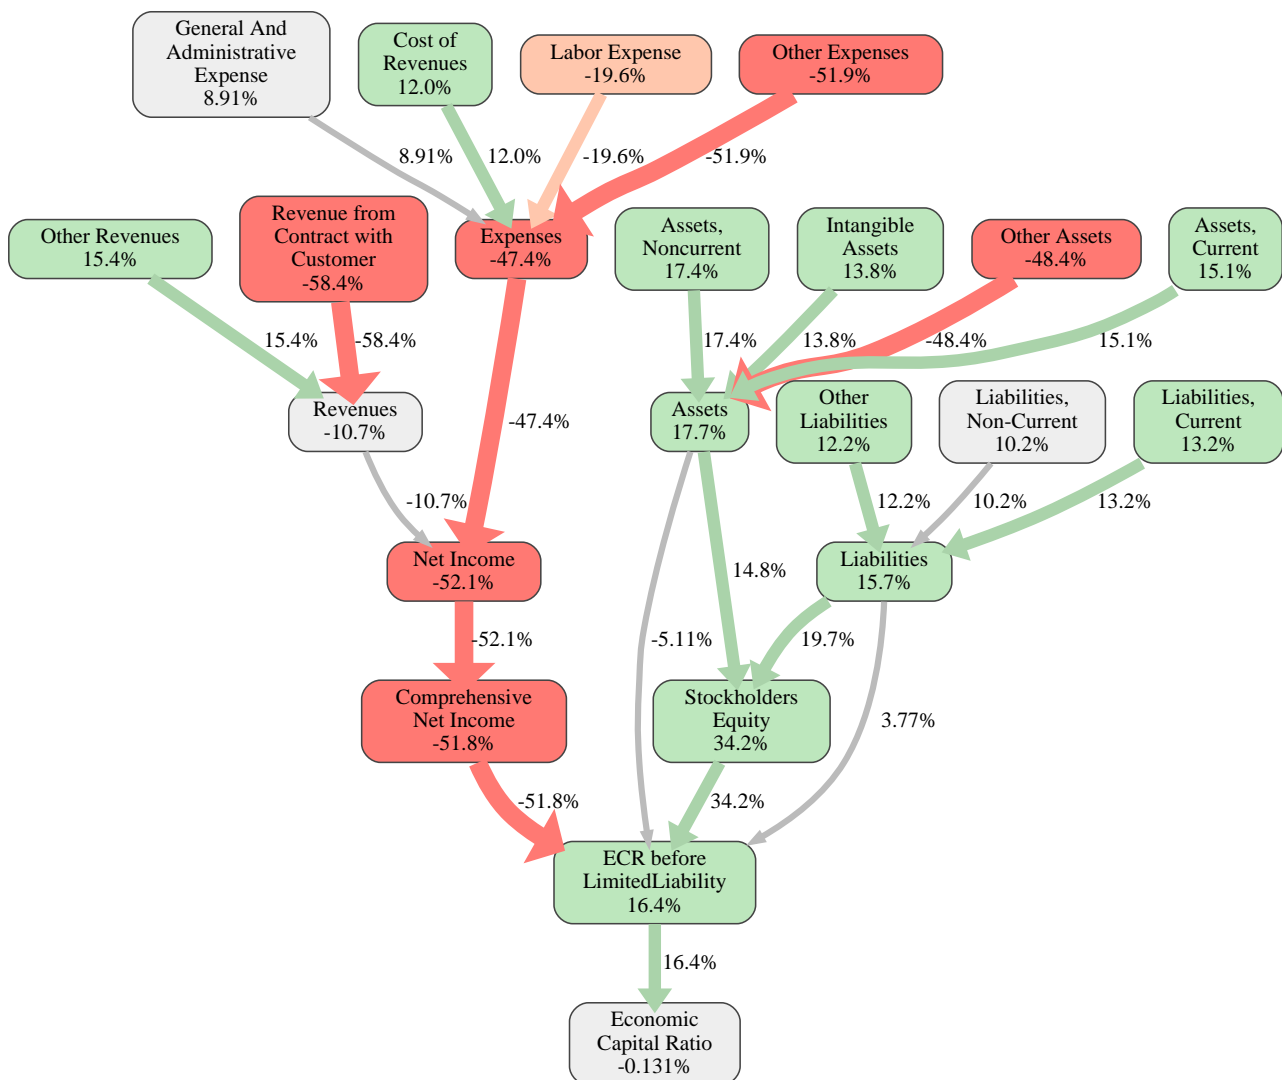 General And
Administrative
Expense
8.91%
Cost of
Revenues
12.0%
Labor Expense
-19.6%
Other Expenses
-51.9%
8.91%
12.0%
-19.6%
-51.9%
Other Revenues
15.4%
Revenue from
Contract with
Customer
-58.4%
Expenses
-47.4%
Assets,
Noncurrent
17.4%
Intangible
Assets
13.8%
Other Assets
-48.4%
Assets,
Current
15.1%
15.4%
-58.4%
17.4%
13.8%
-48.4%
15.1%
Revenues
-10.7%
-47.4%
Assets
17.7%
Other
Liabilities
12.2%
Liabilities,
Non-Current
10.2%
Liabilities,
Current
13.2%
-10.7%
12.2%
10.2%
13.2%
Net Income
-52.1%
14.8%
Liabilities
15.7%
-52.1%
-5.11%
19.7%
Comprehensive
Net Income
-51.8%
Stockholders
Equity
34.2%
3.77%
-51.8%
34.2%
ECR before
LimitedLiability
16.4%
16.4%
Economic
Capital Ratio
-0.131%